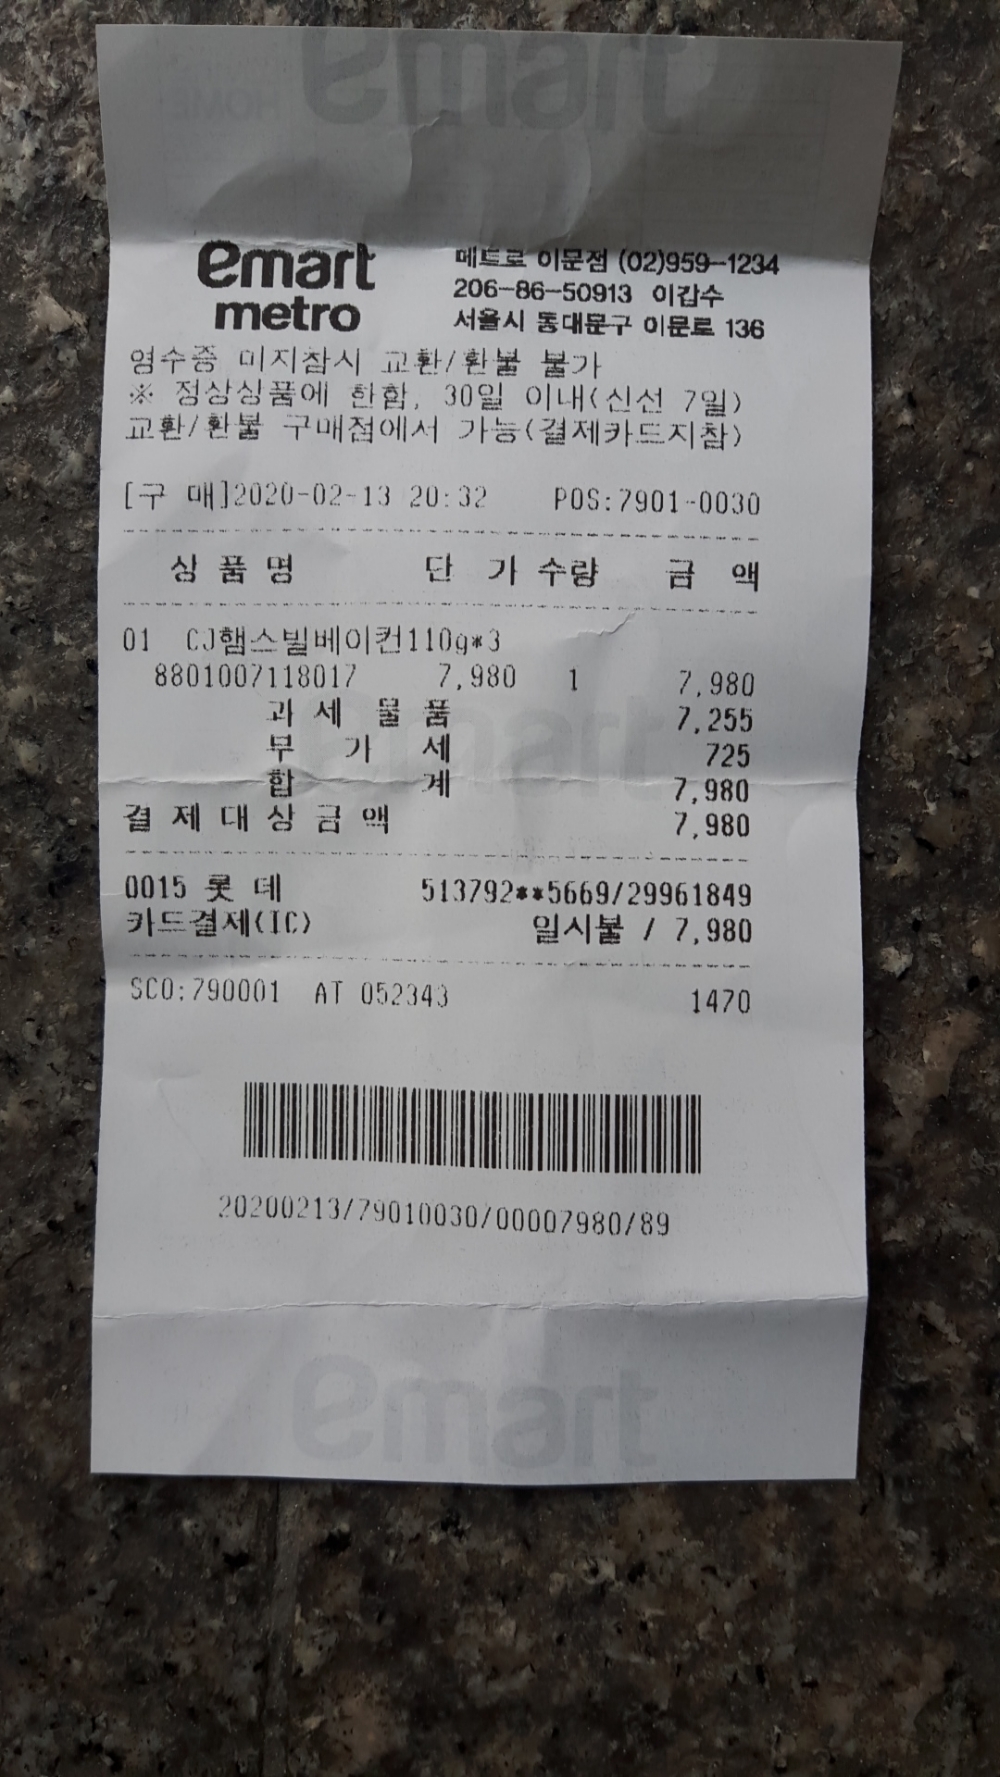 emart
metro
메트로 이문점 (02)959-1234
206-86-50913 이갑수
서울시 동대문구 이문로 136
영수증 미지참시 교환/환불 불가
※ 정상상품에 한함, 30일 이내(신선 7일)
교환/환불 구매점에서 가능(결제카드지참)
[구 매]2020-02-13 20:32 POS:7901-0030
상 품 명 단 가 수량 금 액
01 CJ햄스빌베이컨110g*3
8801007118017 7,980 1 7,980
과 세 물 품 7,255
부 가 세 725
합 계 7,980
결 제 대 상 금 액 7,980
0015 롯 데 513792**5669/29961849
카드결제(IC) 일시불 / 7,980
SCO:790001 AT 052343 1470
20200213/79010030/00007980/89
emart